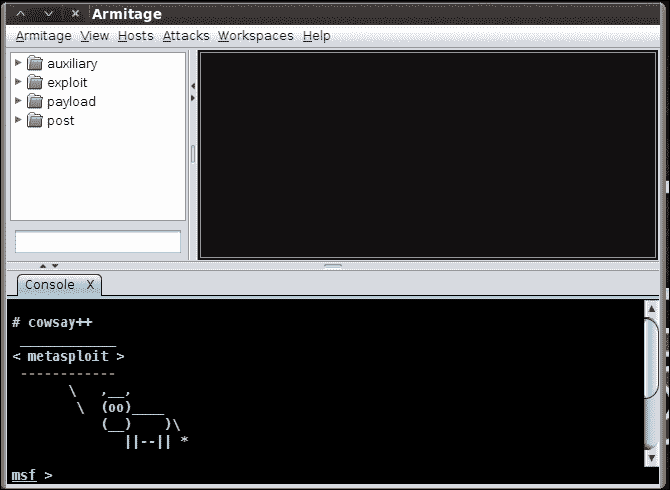 Armitage
Armitage View Hosts Attacks Workspaces Help
auxiliary
exploit
payload
post
Console X
# cowsay++
 ____________
< metasploit >
 ------------
       \   ,__,
        \  (oo)____
           (__)    )\
              ||--|| *
msf >